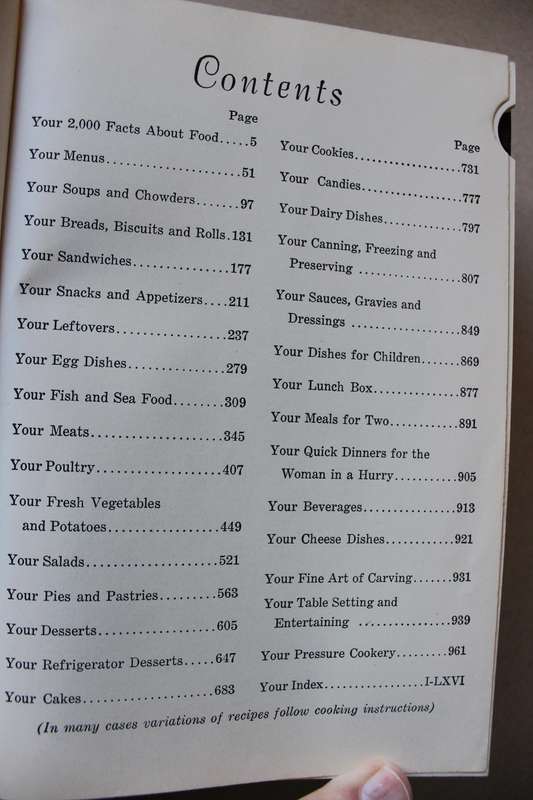 Contents
Page
Your 2,000 Facts About Food.....5
Your Menus.......................51
Your Soups and Chowders.......97
Your Breads, Biscuits and Rolls.131
Your Sandwiches...............177
Your Snacks and Appetizers....211
Your Leftovers.................237
Your Egg Dishes...............279
Your Fish and Sea Food........309
Your Meats.....................345
Your Poultry...................407
Your Fresh Vegetables
and Potatoes.................449
Your Salads....................521
Your Pies and Pastries.........563
Your Desserts..................605
Your Refrigerator Desserts.....647
Your Cakes....................683
Page
Your Cookies..................731
Your Candies.................777
Your Dairy Dishes.............797
Your Canning, Freezing and
Preserving .................807
Your Sauces, Gravies and
Dressings ..................849
Your Dishes for Children.......869
Your Lunch Box...............877
Your Meals for Two............891
Your Quick Dinners for the
Woman in a Hurry...........905
Your Beverages................913
Your Cheese Dishes............921
Your Fine Art of Carving.......931
Your Table Setting and
Entertaining ................939
Your Pressure Cookery.........961
Your Index.................I-LXVI
(In many cases variations of recipes follow cooking instructions)